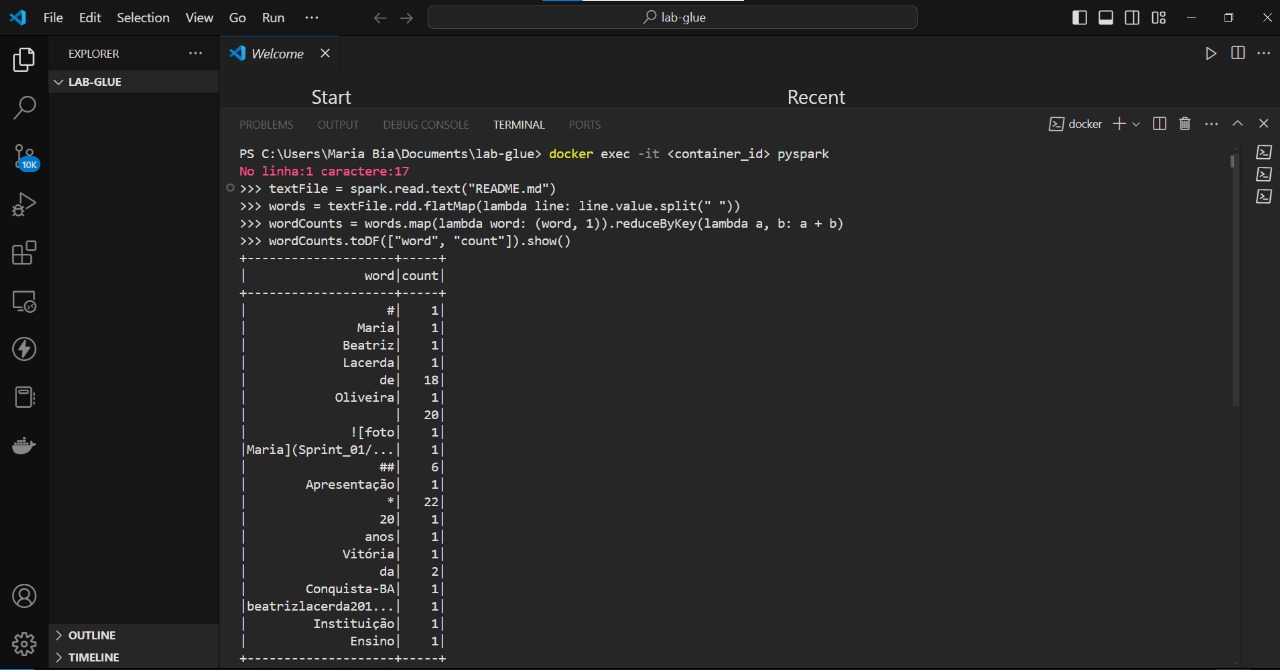 File Edit Selection View Go Run ... lab-glue
EXPLORER ... Welcome
LAB-GLUE
Start Recent
PROBLEMS OUTPUT DEBUG CONSOLE TERMINAL PORTS docker
PS C:\Users\Maria Bia\Documents\lab-glue> docker exec -it <container_id> pyspark
No linha:1 caractere:17
>>> textFile = spark.read.text("README.md")
>>> words = textFile.rdd.flatMap(lambda line: line.value.split(" "))
>>> wordCounts = words.map(lambda word: (word, 1)).reduceByKey(lambda a, b: a + b)
>>> wordCounts.toDF(["word", "count"]).show()
+--------------------+-----+
|                word|count|
+--------------------+-----+
|                   #|    1|
|               Maria|    1|
|             Beatriz|    1|
|             Lacerda|    1|
|                  de|   18|
|            Oliveira|    1|
|                    |   20|
|              ![foto|    1|
|Maria](Sprint_01/...|    1|
|                  ##|    6|
|        Apresentação|    1|
|                   *|   22|
|                  20|    1|
|                anos|    1|
|             Vitória|    1|
|                  da|    2|
|        Conquista-BA|    1|
|beatrizlacerda201...|    1|
|         Instituição|    1|
|              Ensino|    1|
+--------------------+-----+
10K
OUTLINE
TIMELINE